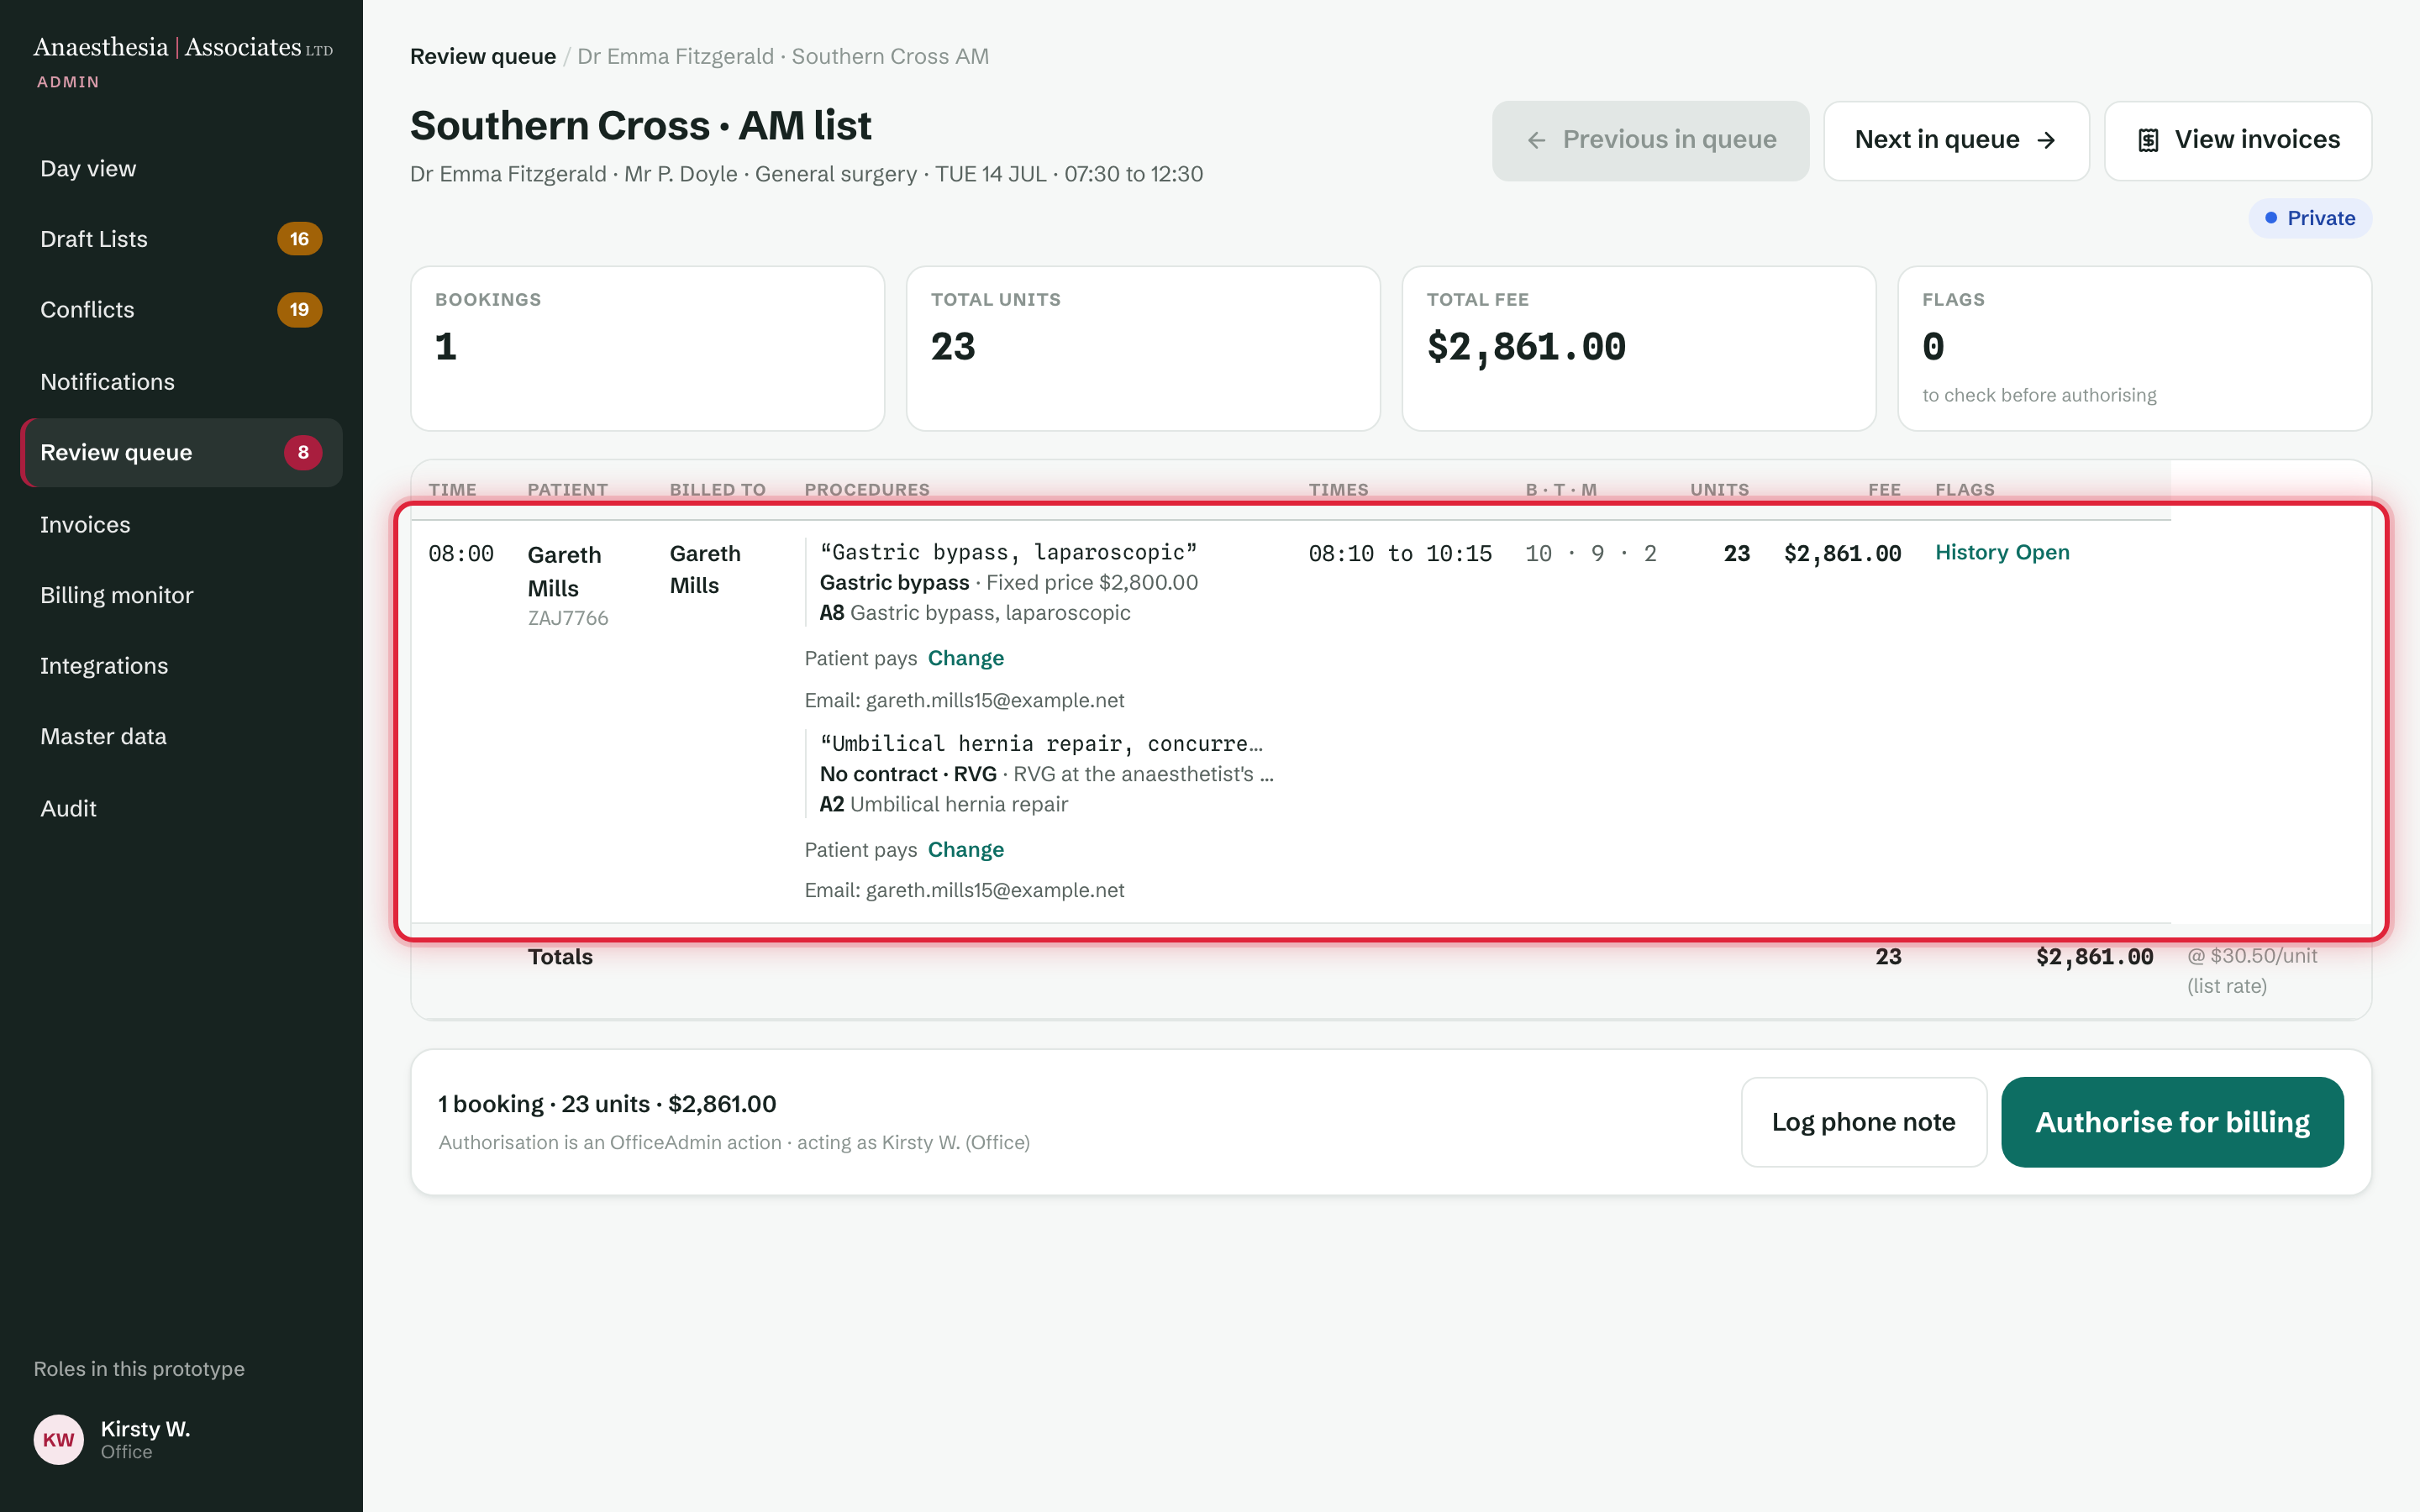 Anaesthesia | Associates LTD
ADMIN
Day view
Draft Lists 16
Conflicts 19
Notifications
Review queue 8
Invoices
Billing monitor
Integrations
Master data
Audit
Roles in this prototype
KW
Kirsty W.
Office
Review queue / Dr Emma Fitzgerald · Southern Cross AM
Southern Cross · AM list
Dr Emma Fitzgerald · Mr P. Doyle · General surgery · TUE 14 JUL · 07:30 to 12:30
← Previous in queue
Next in queue →
View invoices
Private
BOOKINGS
1
TOTAL UNITS
23
TOTAL FEE
$2,861.00
FLAGS
0
to check before authorising
TIME PATIENT BILLED TO PROCEDURES TIMES B · T · M UNITS FEE FLAGS
08:00
Gareth
Mills
ZAJ7766
Gareth
Mills
“Gastric bypass, laparoscopic”
Gastric bypass · Fixed price $2,800.00
A8 Gastric bypass, laparoscopic
Patient pays Change
Email: gareth.mills15@example.net
“Umbilical hernia repair, concurre…
No contract · RVG · RVG at the anaesthetist's …
A2 Umbilical hernia repair
Patient pays Change
Email: gareth.mills15@example.net
08:10 to 10:15
10 · 9 · 2
23
$2,861.00
History Open
Totals 23 $2,861.00 @ $30.50/unit
(list rate)
1 booking · 23 units · $2,861.00
Authorisation is an OfficeAdmin action · acting as Kirsty W. (Office)
Log phone note
Authorise for billing